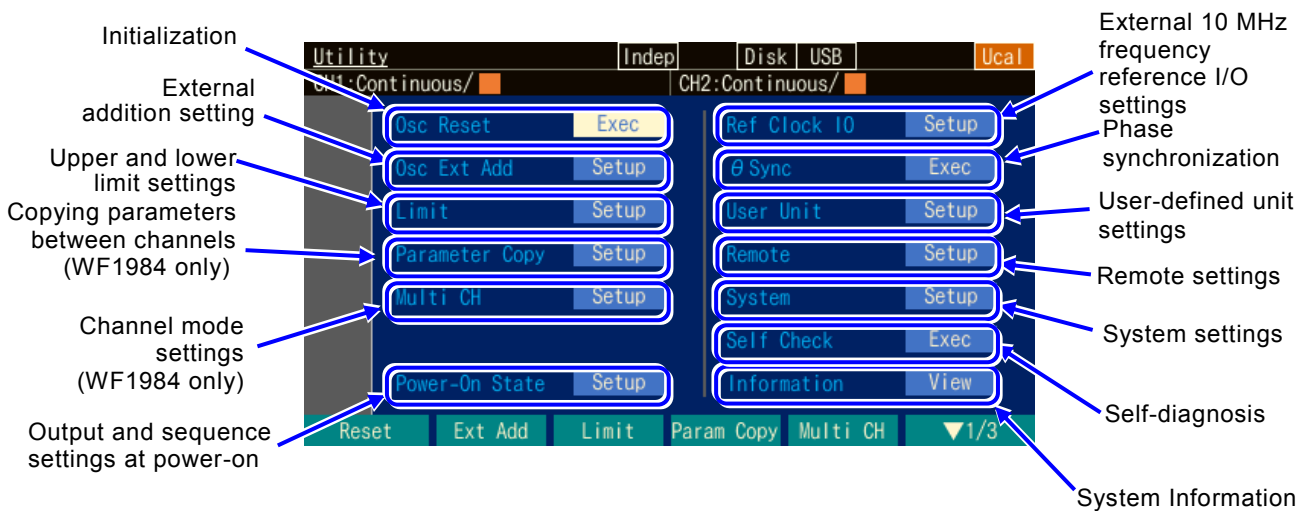 Initialization
External
addition setting
Upper and lower
limit settings
Copying parameters
between channels
(WF1984 only)
Channel mode
settings
(WF1984 only)
Output and sequence
settings at power-on
Utility Indep Disk USB Ucal
CH1:Continuous/ CH2:Continuous/
Osc Reset Exec
Osc Ext Add Setup
Limit Setup
Parameter Copy Setup
Multi CH Setup
Power-On State Setup
Ref Clock IO Setup
θSync Exec
User Unit Setup
Remote Setup
System Setup
Self Check Exec
Information View
Reset Ext Add Limit Param Copy Multi CH ▼1/3
External 10 MHz
frequency
reference I/O
settings
Phase
synchronization
User-defined unit
settings
Remote settings
System settings
Self-diagnosis
System Information